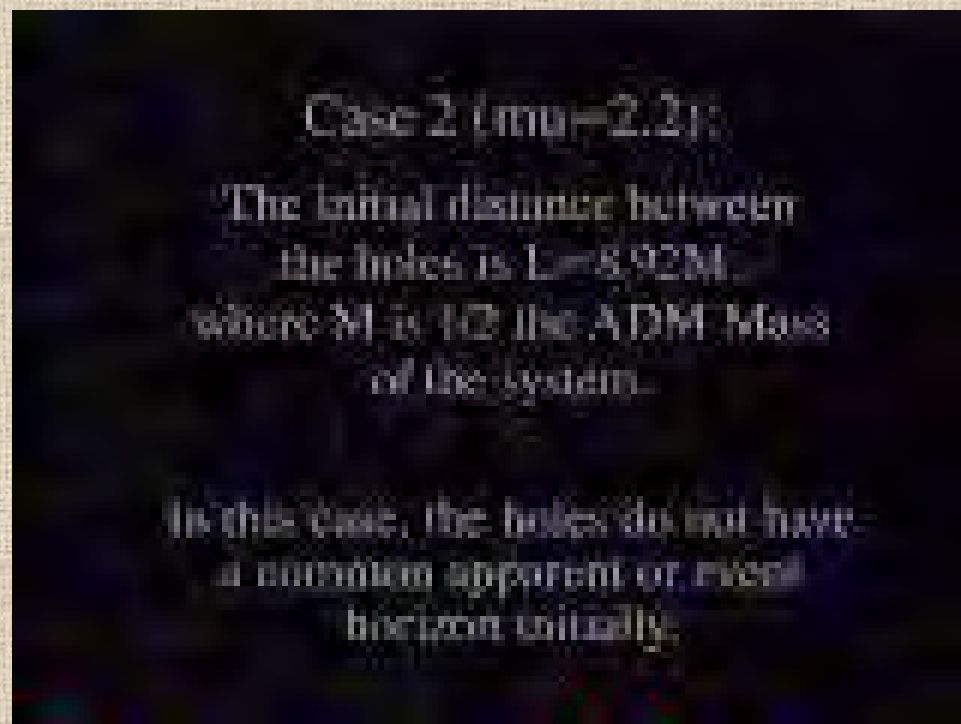 Case 2 (mu=2.2):
The initial distance between
the holes is L=8.92M
where M is 1/2 the ADM Mass
of the system.
In this case, the holes do not have
a common apparent or event
horizon initially.